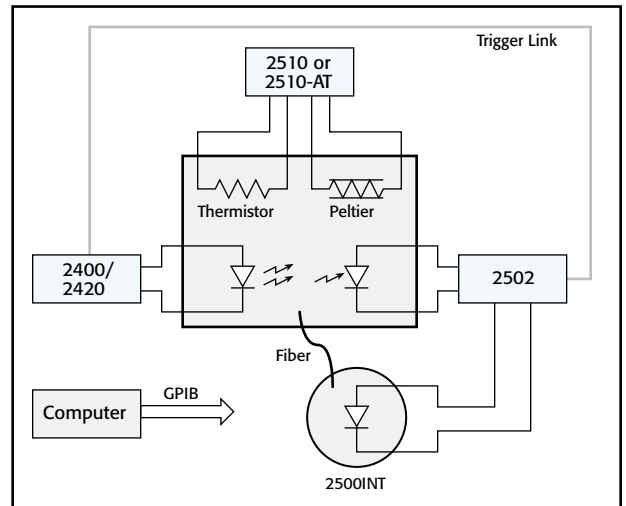 Trigger Link
2510 or
2510-AT
Thermistor
Peltier
2400/
2420
2502
Fiber
Computer
GPIB
2500INT